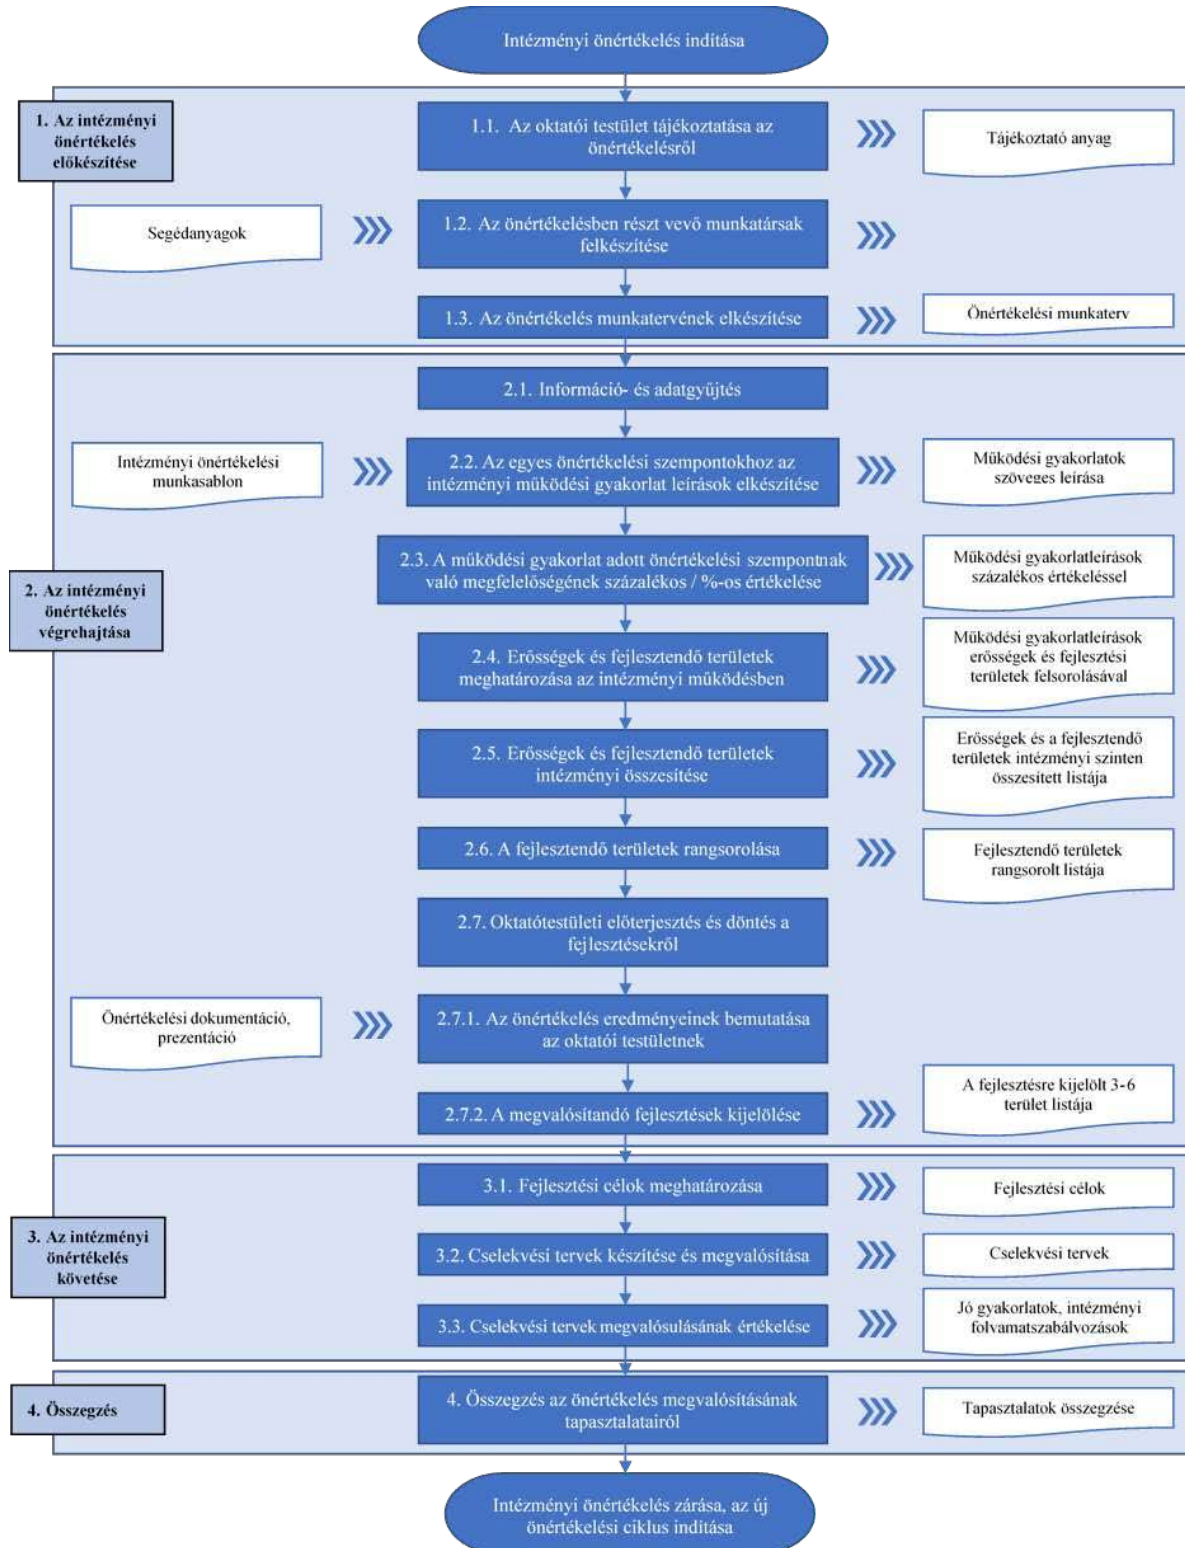 Intézményi önértékelés indítása
1. Az intézményi
önértékelés
előkészítése
1.1. Az oktatói testület tájékoztatása az
önértékelésről
Tájékoztató anyag
Segédanyagok
1.2. Az önértékelésben részt vevő munkatársak
felkészítése
1.3. Az önértékelés munkatervének elkészítése
Önértékelési munkaterv
2. Az intézményi
önértékelés
végrehajtása
2.1. Információ- és adatgyűjtés
Intézményi önértékelési
munkasablon
2.2. Az egyes önértékelési szempontokhoz az
intézményi működési gyakorlat leírások elkészítése
Működési gyakorlatok
szöveges leírása
2.3. A működési gyakorlat adott önértékelési szempontnak
való megfelelőségének százalékos / %-os értékelése
Működési gyakorlatleírások
százalékos értékeléssel
2.4. Erősségek és fejlesztendő területek
meghatározása az intézményi működésben
Működési gyakorlatleírások
erősségek és fejlesztési
területek felsorolásával
2.5. Erősségek és fejlesztendő területek
intézményi összesítése
Erősségek és a fejlesztendő
területek intézményi szinten
összesített listája
2.6. A fejlesztendő területek rangsorolása
Fejlesztendő területek
rangsorolt listája
2.7. Oktatótestületi előterjesztés és döntés a
fejlesztésekről
Önértékelési dokumentáció,
prezentáció
2.7.1. Az önértékelés eredményeinek bemutatása
az oktatói testületnek
2.7.2. A megvalósítandó fejlesztések kijelölése
A fejlesztésre kijelölt 3-6
terület listája
3. Az intézményi
önértékelés
követése
3.1. Fejlesztési célok meghatározása
Fejlesztési célok
3.2. Cselekvési tervek készítése és megvalósítása
Cselekvési tervek
3.3. Cselekvési tervek megvalósulásának értékelése
Jó gyakorlatok, intézményi
folyamatszabályozások
4. Összegzés
4. Összegzés az önértékelés megvalósításának
tapasztalatairól
Tapasztalatok összegzése
Intézményi önértékelés zárása, az új
önértékelési ciklus indítása